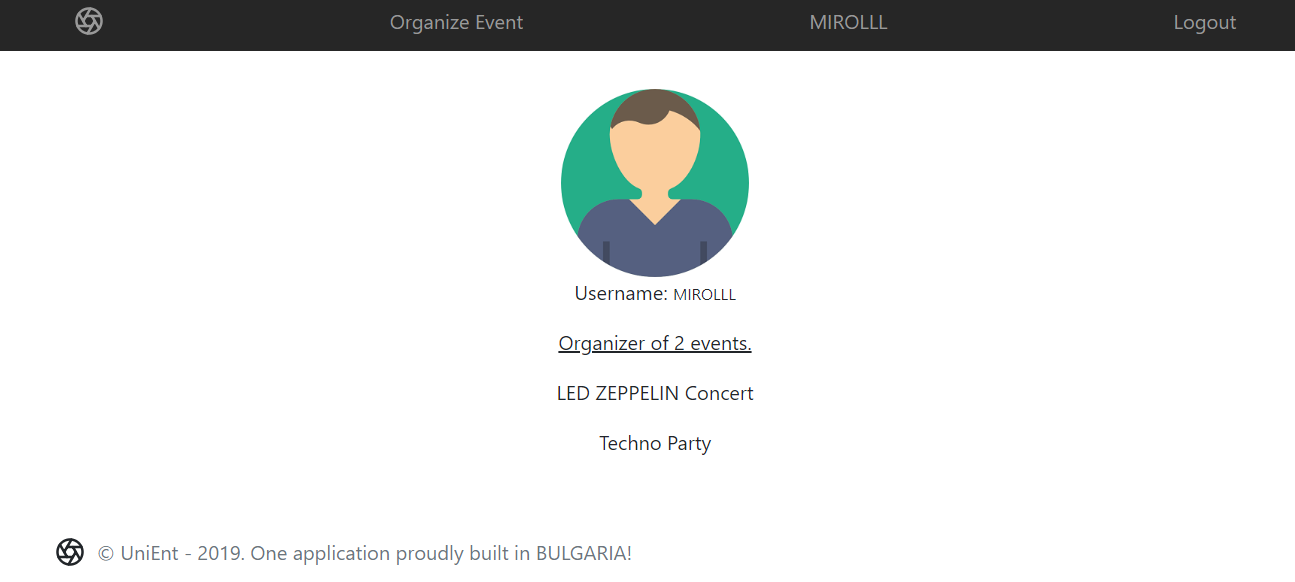 Organize Event MIROLLL Logout
Username: MIROLLL
Organizer of 2 events.
LED ZEPPELIN Concert
Techno Party
© UniEnt - 2019. One application proudly built in BULGARIA!